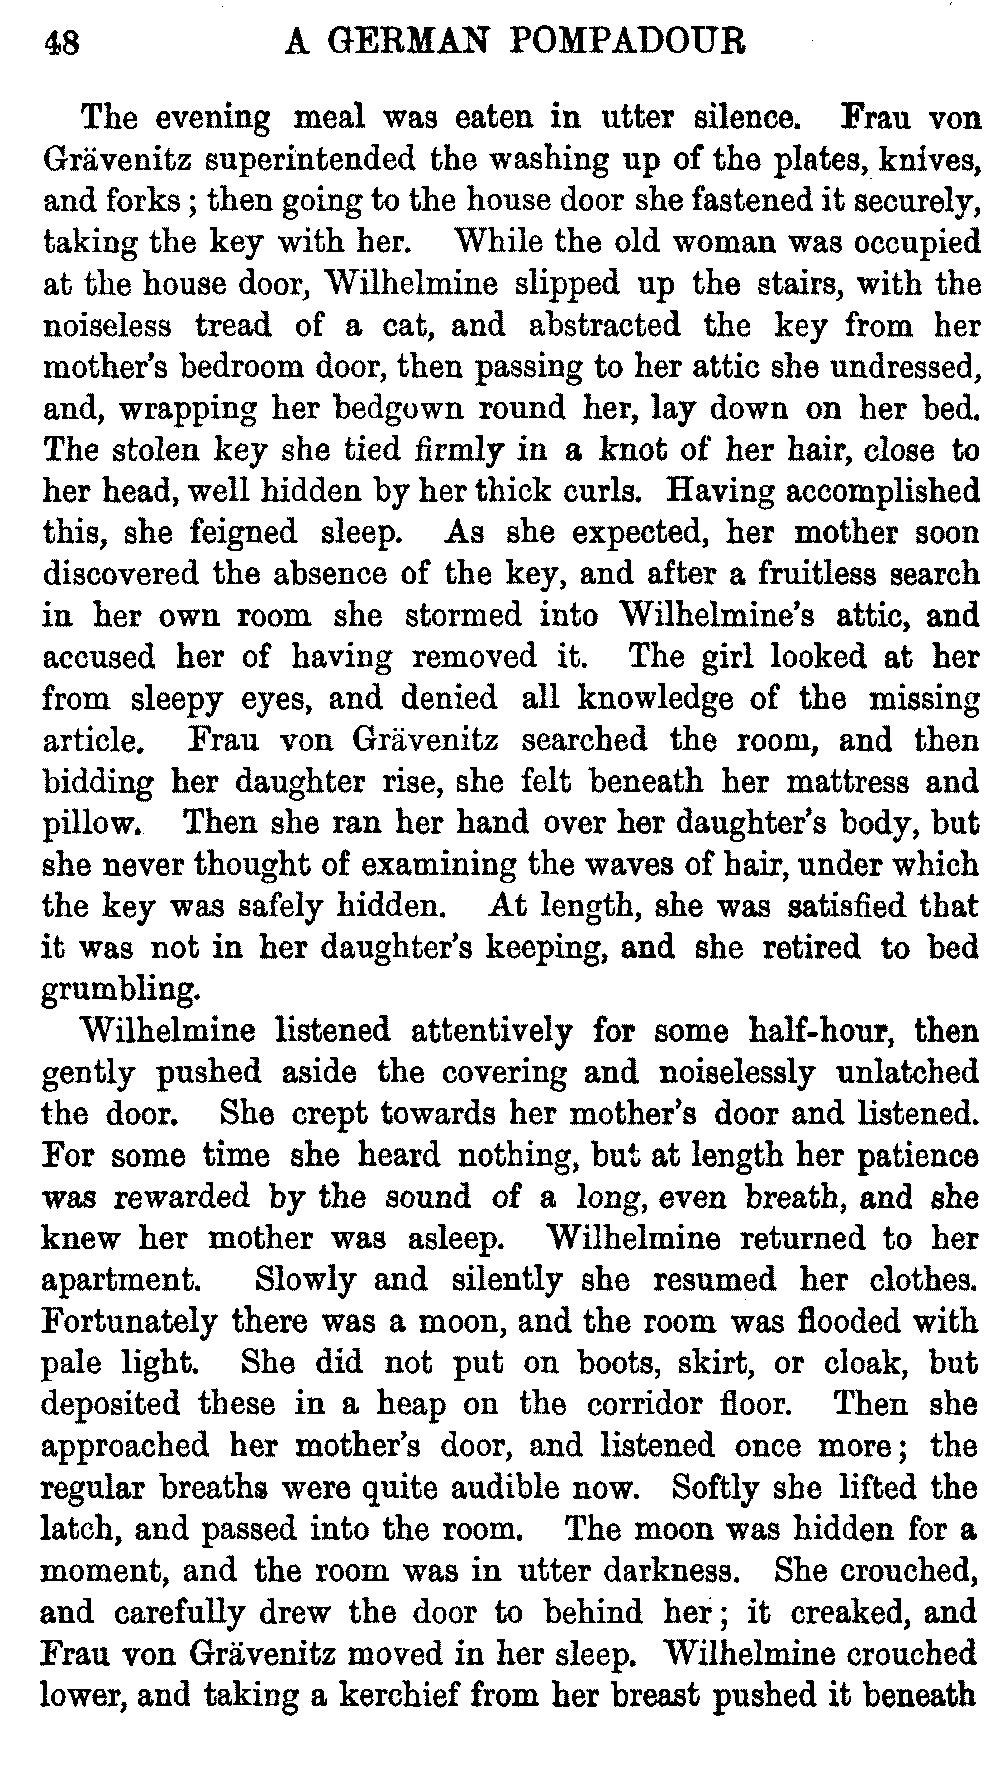 48 A GERMAN POMPADOUR
The evening meal was eaten in utter silence. Frau von
Grävenitz superintended the washing up of the plates, knives,
and forks; then going to the house door she fastened it securely,
taking the key with her. While the old woman was occupied
at the house door, Wilhelmine slipped up the stairs, with the
noiseless tread of a cat, and abstracted the key from her
mother's bedroom door, then passing to her attic she undressed,
and, wrapping her bedgown round her, lay down on her bed.
The stolen key she tied firmly in a knot of her hair, close to
her head, well hidden by her thick curls. Having accomplished
this, she feigned sleep. As she expected, her mother soon
discovered the absence of the key, and after a fruitless search
in her own room she stormed into Wilhelmine's attic, and
accused her of having removed it. The girl looked at her
from sleepy eyes, and denied all knowledge of the missing
article. Frau von Grävenitz searched the room, and then
bidding her daughter rise, she felt beneath her mattress and
pillow. Then she ran her hand over her daughter's body, but
she never thought of examining the waves of hair, under which
the key was safely hidden. At length, she was satisfied that
it was not in her daughter's keeping, and she retired to bed
grumbling.
Wilhelmine listened attentively for some half-hour, then
gently pushed aside the covering and noiselessly unlatched
the door. She crept towards her mother's door and listened.
For some time she heard nothing, but at length her patience
was rewarded by the sound of a long, even breath, and she
knew her mother was asleep. Wilhelmine returned to her
apartment. Slowly and silently she resumed her clothes.
Fortunately there was a moon, and the room was flooded with
pale light. She did not put on boots, skirt, or cloak, but
deposited these in a heap on the corridor floor. Then she
approached her mother's door, and listened once more; the
regular breaths were quite audible now. Softly she lifted the
latch, and passed into the room. The moon was hidden for a
moment, and the room was in utter darkness. She crouched,
and carefully drew the door to behind her; it creaked, and
Frau von Grävenitz moved in her sleep. Wilhelmine crouched
lower, and taking a kerchief from her breast pushed it beneath